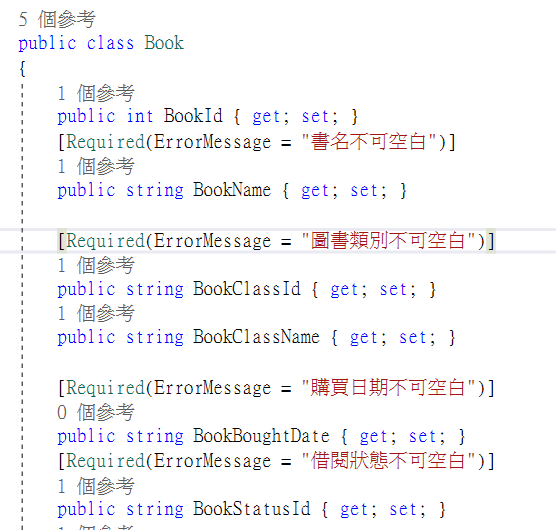 5 個參考
public class Book
{
1 個參考
public int BookId { get; set; }
[Required(ErrorMessage = "書名不可空白")]
1 個參考
public string BookName { get; set; }
[Required(ErrorMessage = "圖書類別不可空白")]
1 個參考
public string BookClassId { get; set; }
1 個參考
public string BookClassName { get; set; }
[Required(ErrorMessage = "購買日期不可空白")]
0 個參考
public string BookBoughtDate { get; set; }
[Required(ErrorMessage = "借閱狀態不可空白")]
1 個參考
public string BookStatusId { get; set; }
1 個參考